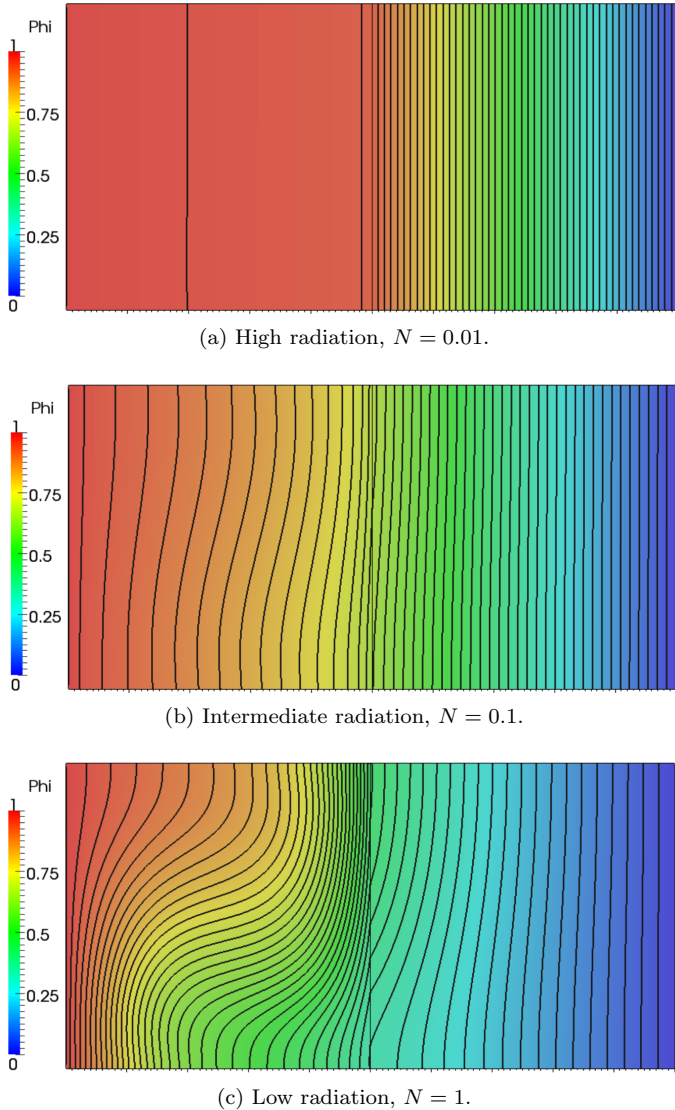 Phi
1
0.75
0.5
0.25
0
(a) High radiation, N = 0.01.
Phi
1
0.75
0.5
0.25
0
(b) Intermediate radiation, N = 0.1.
Phi
1
0.75
0.5
0.25
0
(c) Low radiation, N = 1.